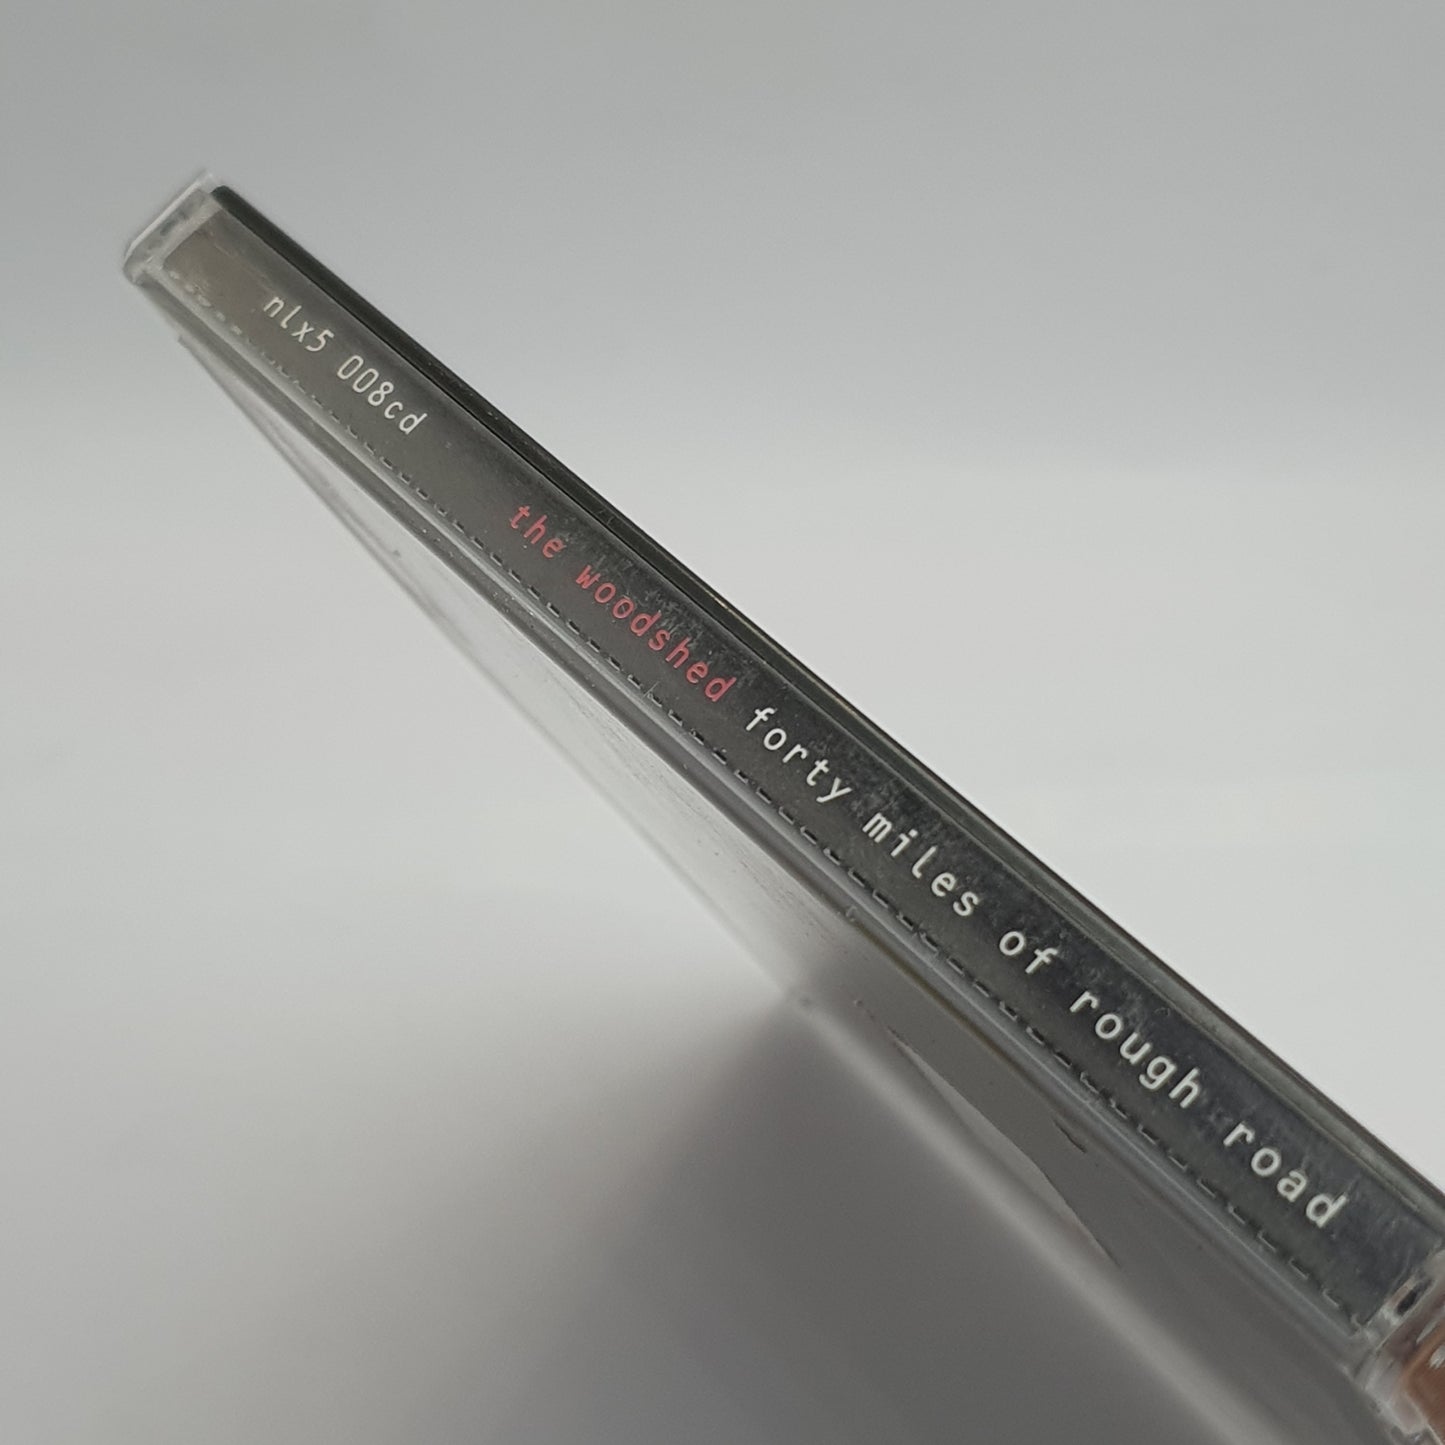 nlx5 008cd the woodshed forty miles of rough road